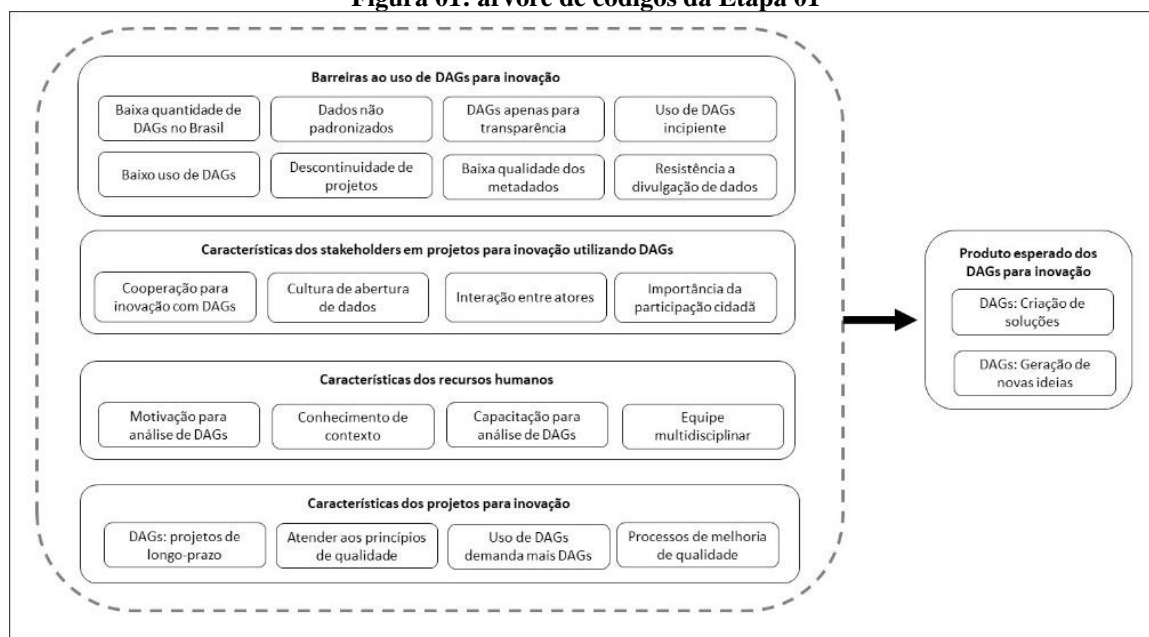 Figura 01: árvore de códigos da Etapa 01
Barreiras ao uso de DAGs para inovação
Baixa quantidade de
DAGs no Brasil
Dados não
padronizados
DAGs apenas para
transparência
Uso de DAGs
incipiente
Baixo uso de DAGs
Descontinuidade de
projetos
Baixa qualidade dos
metadados
Resistência a
divulgação de dados
Características dos stakeholders em projetos para inovação utilizando DAGs
Cooperação para
inovação com DAGs
Cultura de abertura
de dados
Interação entre atores
Importância da
participação cidadã
Características dos recursos humanos
Motivação para
análise de DAGs
Conhecimento de
contexto
Capacitação para
análise de DAGs
Equipe
multidisciplinar
Características dos projetos para inovação
DAGs: projetos de
longo-prazo
Atender aos princípios
de qualidade
Uso de DAGs
demanda mais DAGs
Processos de melhoria
de qualidade
Produto esperado dos
DAGs para inovação
DAGs: Criação de
soluções
DAGs: Geração de
novas ideias